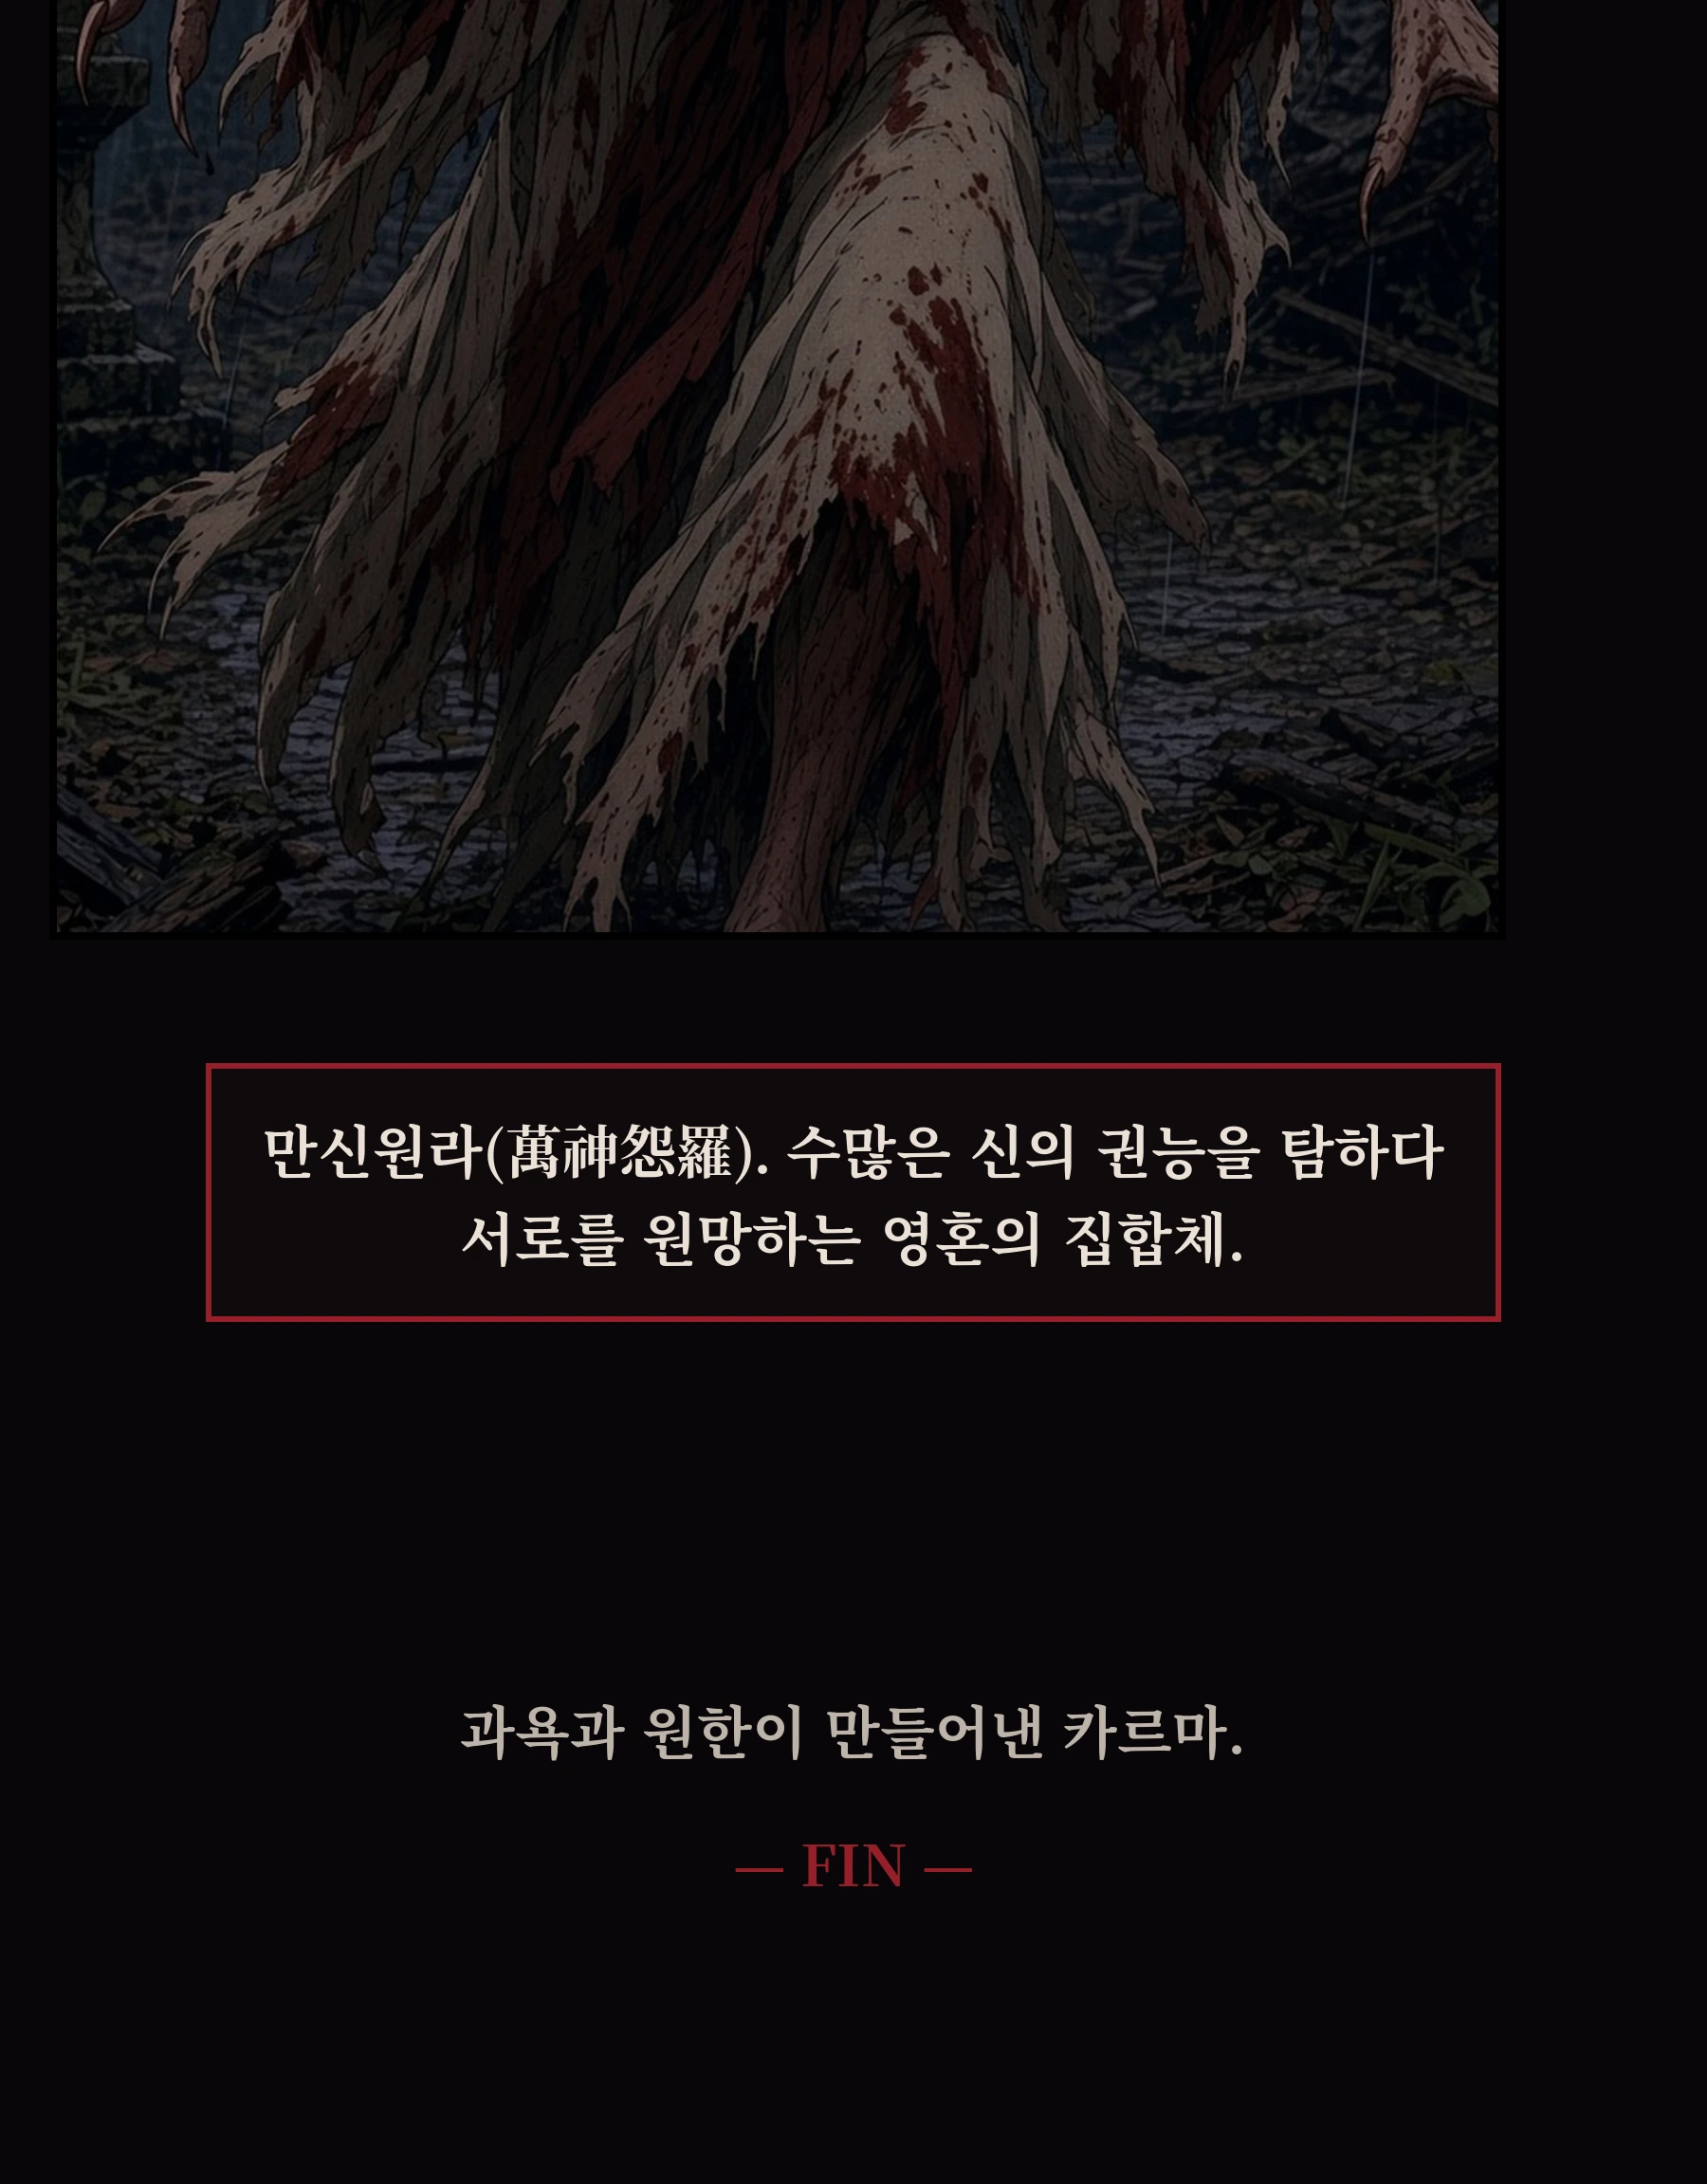 만신원라(萬神怨羅). 수많은 신의 권능을 탐하다
서로를 원망하는 영혼의 집합체.
과욕과 원한이 만들어낸 카르마.
— FIN —